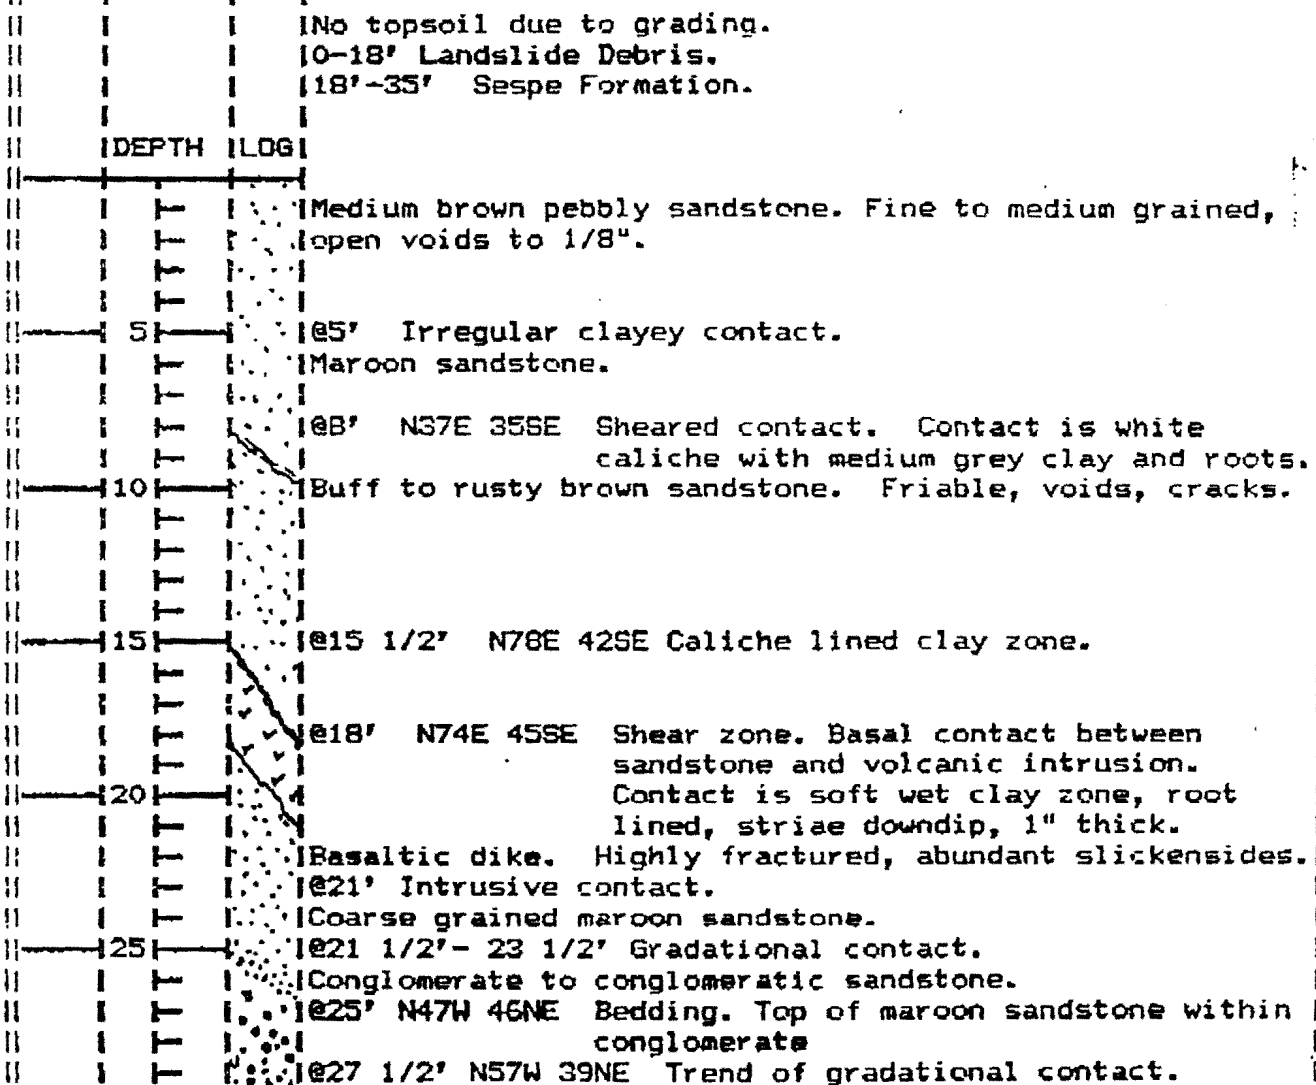 No topsoil due to grading.
0-18' Landslide Debris.
18'-35' Sespe Formation.
DEPTH LOG
Medium brown pebbly sandstone. Fine to medium grained,
open voids to 1/8".
5 @5' Irregular clayey contact.
Maroon sandstone.
@8' N37E 35SE Sheared contact. Contact is white
caliche with medium grey clay and roots.
10 Buff to rusty brown sandstone. Friable, voids, cracks.
15 @15 1/2' N78E 42SE Caliche lined clay zone.
@18' N74E 45SE Shear zone. Basal contact between
sandstone and volcanic intrusion.
20 Contact is soft wet clay zone, root
lined, striae downdip, 1" thick.
Basaltic dike. Highly fractured, abundant slickensides.
@21' Intrusive contact.
Coarse grained maroon sandstone.
25 @21 1/2'- 23 1/2' Gradational contact.
Conglomerate to conglomeratic sandstone.
@25' N47W 46NE Bedding. Top of maroon sandstone within
conglomerate
@27 1/2' N57W 39NE Trend of gradational contact.